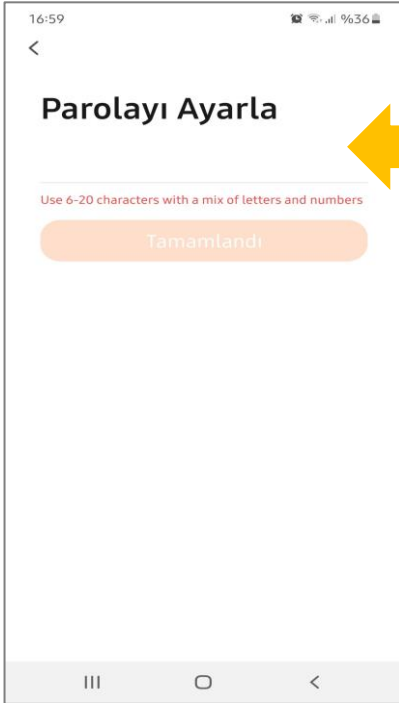 16:59 %36
Parolayı Ayarla
Use 6-20 characters with a mix of letters and numbers
Tamamlandı